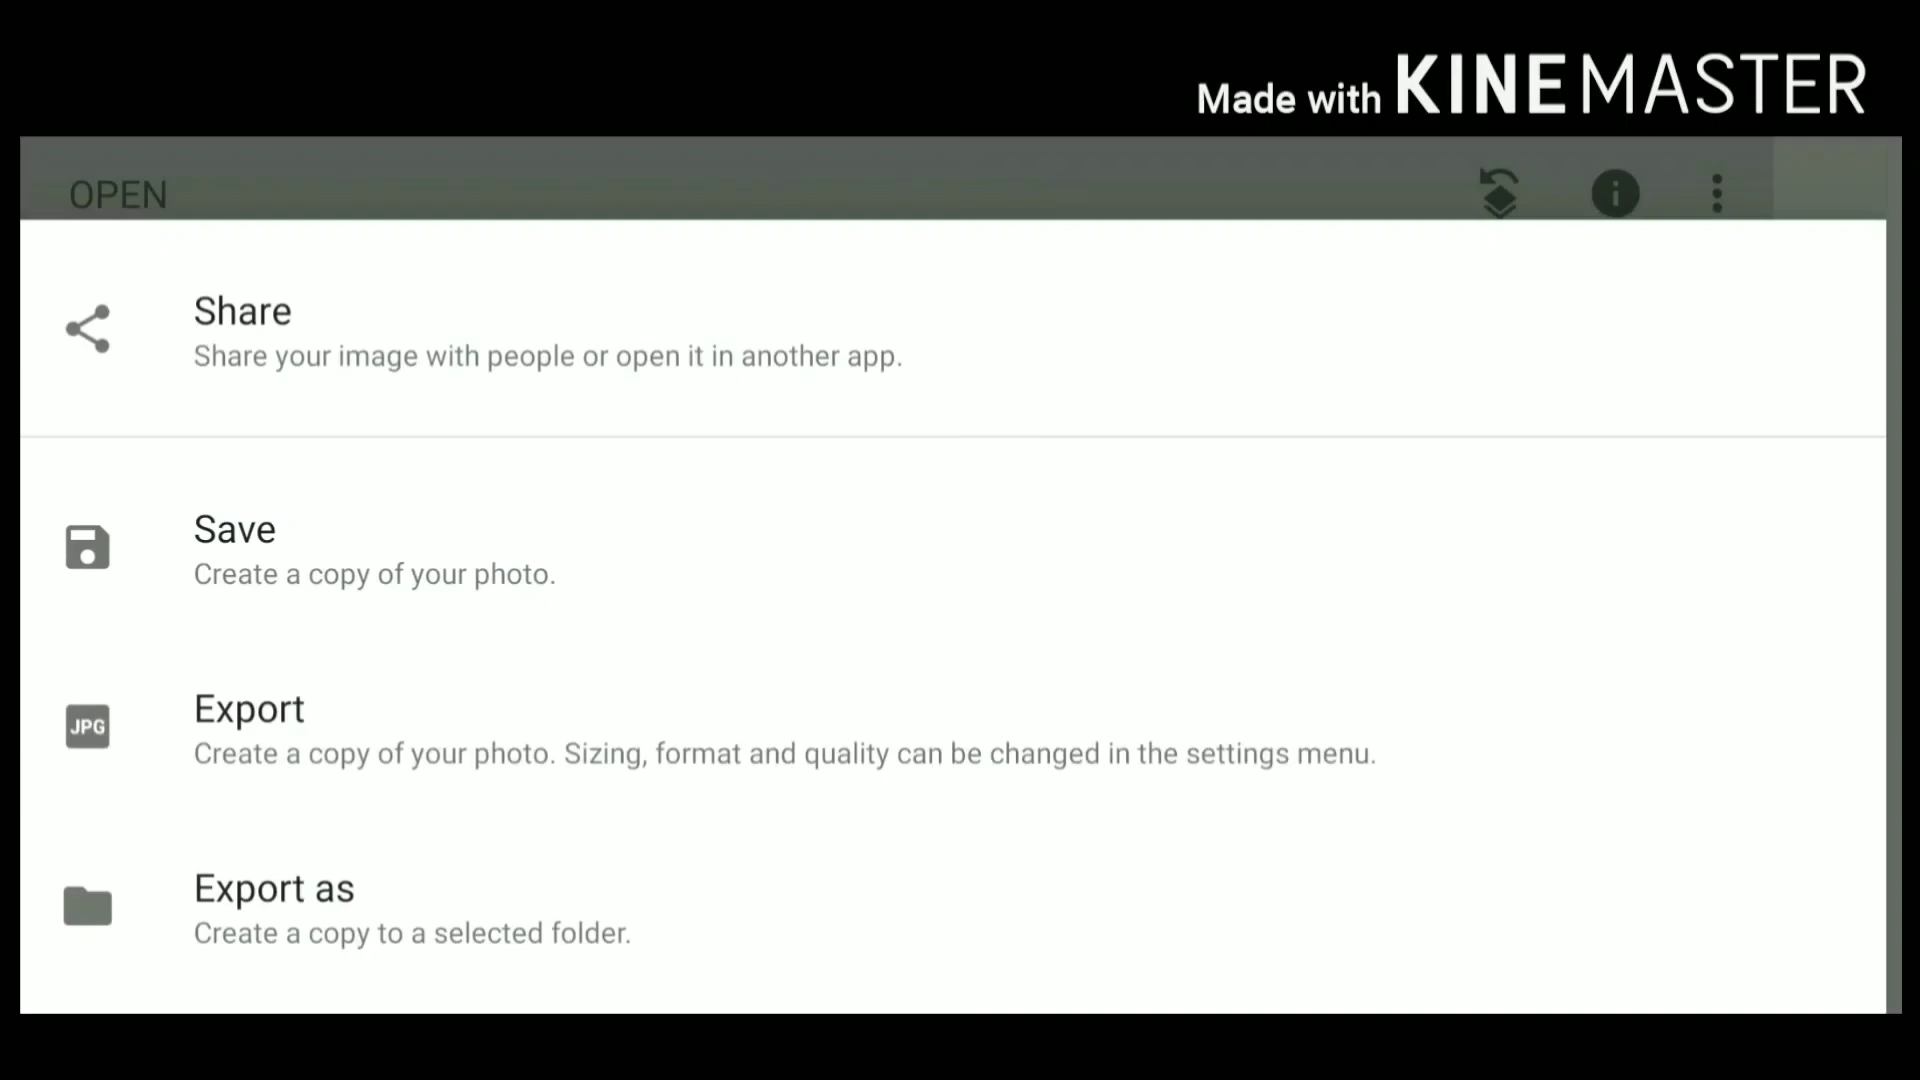 Made with KINEMASTER
OPEN
Share
Share your image with people or open it in another app.
Save
Create a copy of your photo.
JPG
Export
Create a copy of your photo. Sizing, format and quality can be changed in the settings menu.
Export as
Create a copy to a selected folder.